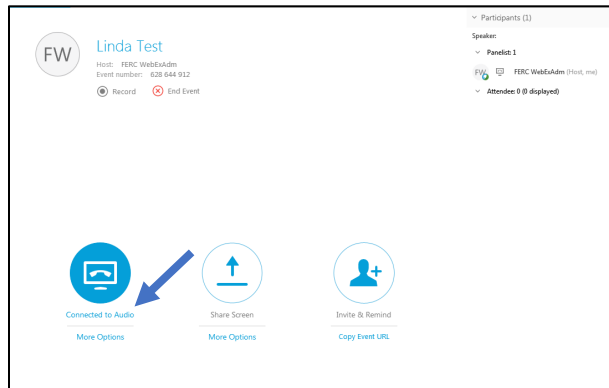 FW
Linda Test
Host: FERC WebExAdm
Event number: 628 644 912
Record End Event
Participants (1)
Speaker:
Panelist: 1
FW FERC WebExAdm (Host, me)
Attendee: 0 (0 displayed)
Connected to Audio
More Options
Share Screen
More Options
Invite & Remind
Copy Event URL